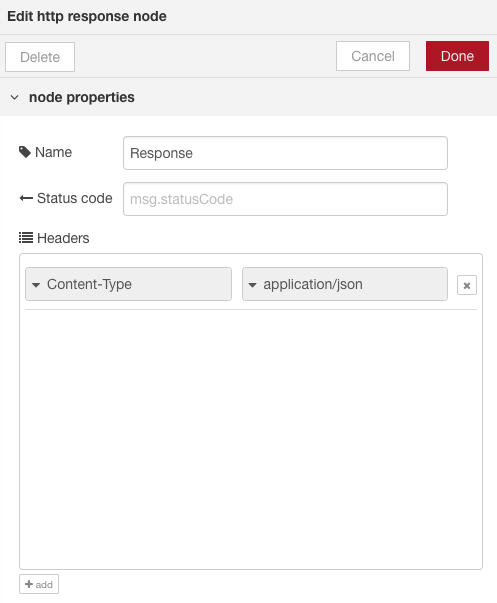 Edit http response node
Delete Cancel Done
node properties
Name Response
Status code msg.statusCode
Headers
Content-Type application/json
add